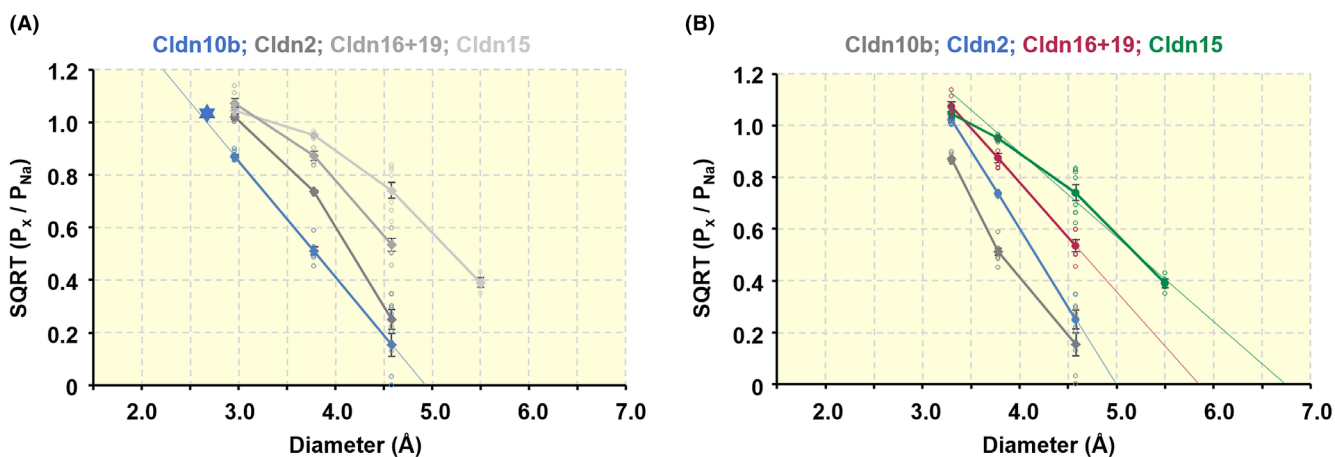 (A)
Cldn10b; Cldn2; Cldn16+19; Cldn15
SQRT (Px / PNa)
1.2
1.0
0.8
0.6
0.4
0.2
0
2.0 3.0 4.0 5.0 6.0 7.0
Diameter (Å)
(B)
Cldn10b; Cldn2; Cldn16+19; Cldn15
SQRT (Px / PNa)
1.2
1.0
0.8
0.6
0.4
0.2
0
2.0 3.0 4.0 5.0 6.0 7.0
Diameter (Å)